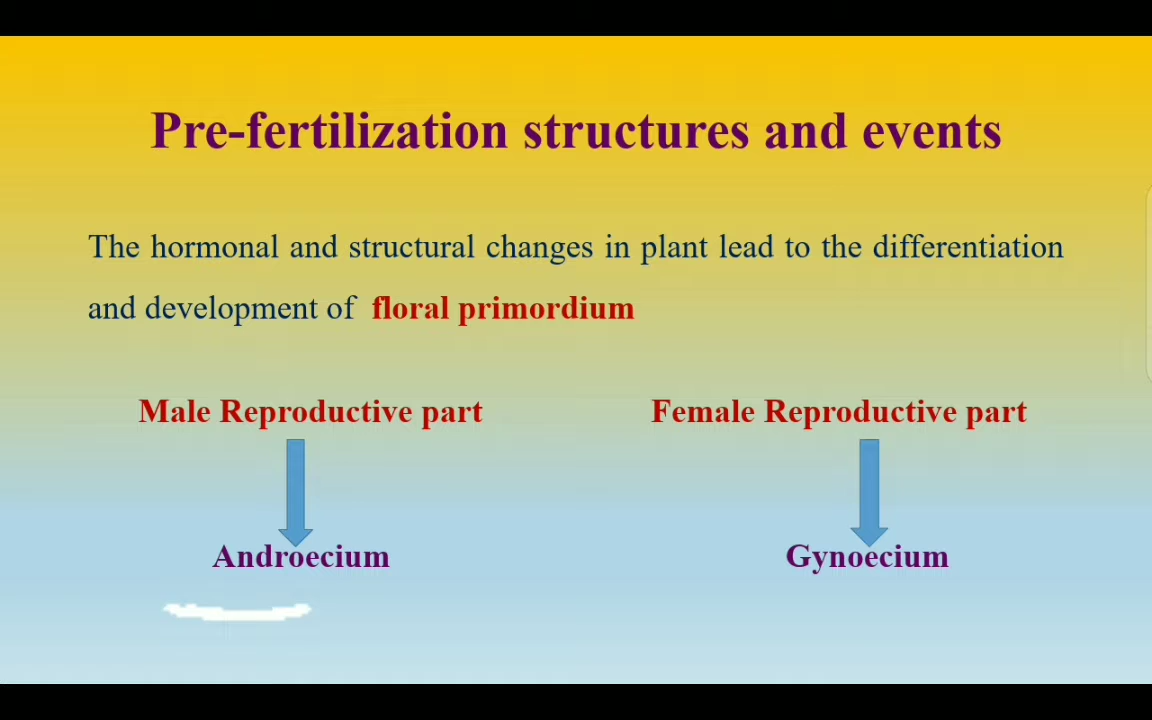 Pre-fertilization structures and events
The hormonal and structural changes in plant lead to the differentiation
and development of floral primordium
Male Reproductive part
Female Reproductive part
Androecium
Gynoecium